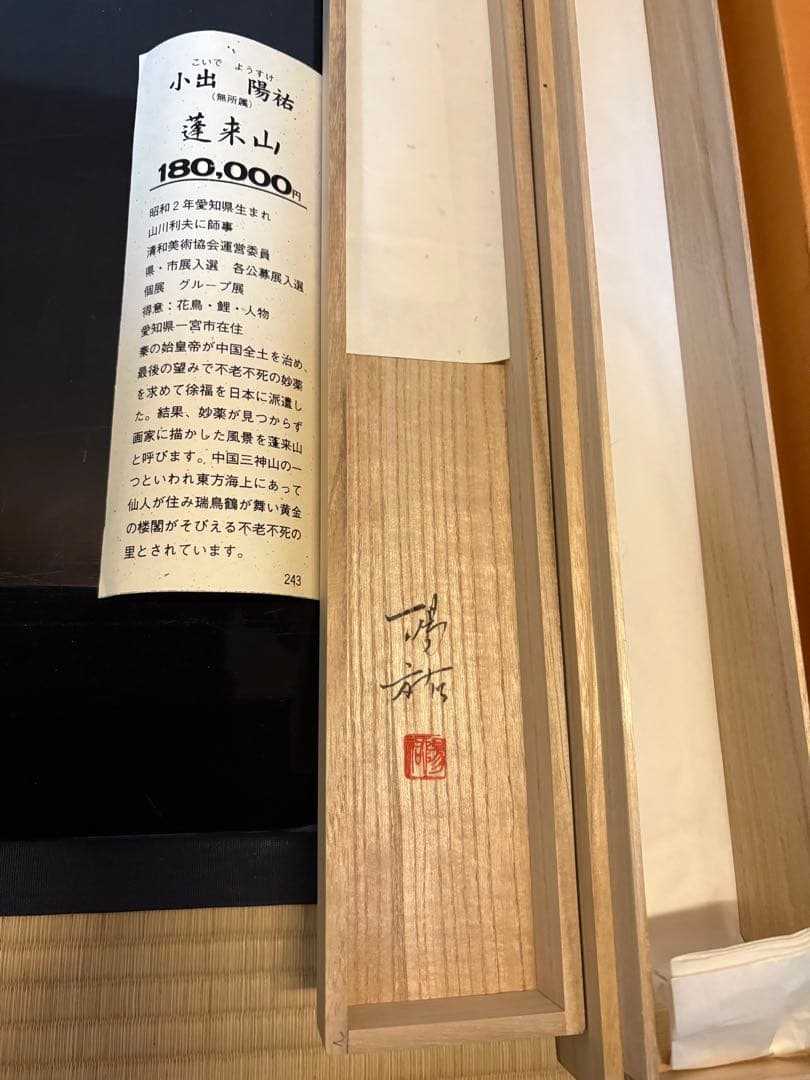 こいで ようすけ
小出 陽祐
(無所属)
蓬来山
180,000円
昭和2年愛知県生まれ
山川利夫に師事
清和美術協会運営委員
県・市展入選 各公募展入選
個展 グループ展
得意:花鳥・鯉・人物
愛知県一宮市在住
秦の始皇帝が中国全土を治め、
最後の望みで不老不死の妙薬
を求めて徐福を日本に派遣し
た。結果、妙薬が見つからず
画家に描かした風景を蓬来山
と呼びます。中国三神山の一
つといわれ東方海上にあって
仙人が住み瑞鳥鶴が舞い黄金
の楼閣がそびえる不老不死の
里とされています。
243
陽
祐
陽祐
2